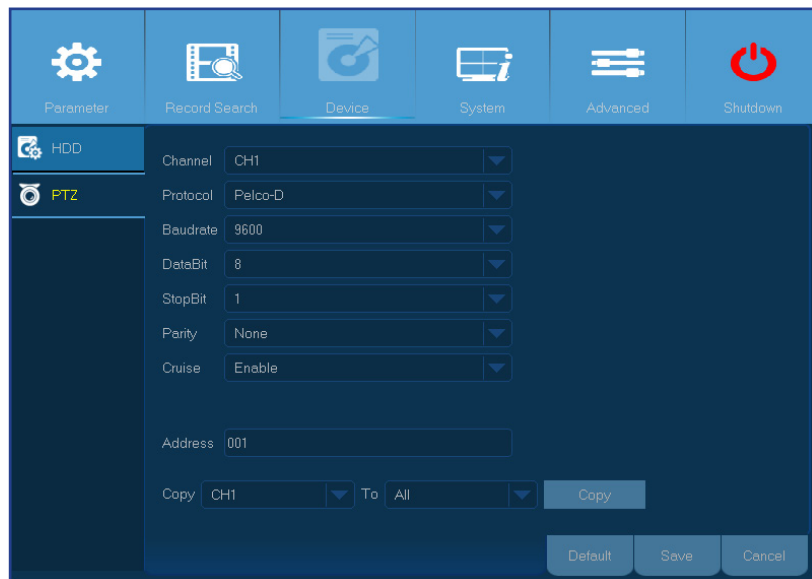 Parameter Record Search Device System Advanced Shutdown
HDD
PTZ
Channel CH1
Protocol Pelco-D
Baudrate 9600
DataBit 8
StopBit 1
Parity None
Cruise Enable
Address 001
Copy CH1 To All Copy
Default Save Cancel